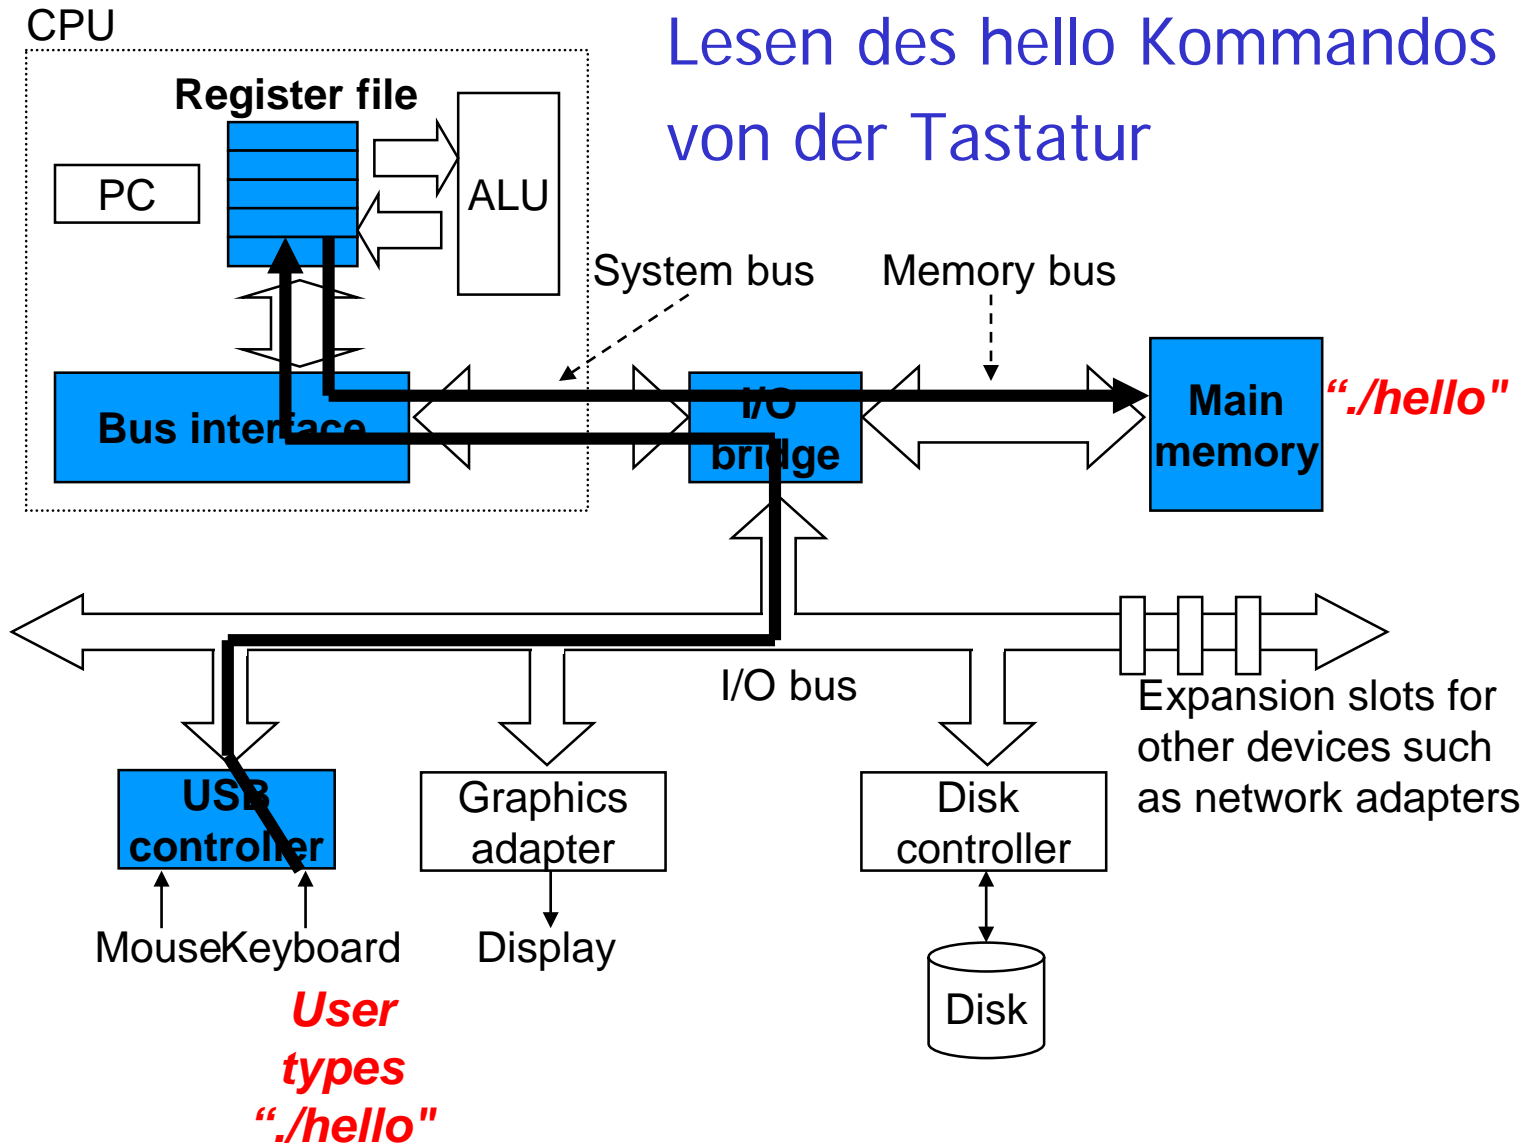 CPU
Lesen des hello Kommandos
von der Tastatur
Register file
PC
ALU
System bus
Memory bus
Bus interface
I/O
bridge
Main
memory
“./hello"
I/O bus
Expansion slots for
other devices such
as network adapters
USB
controller
Graphics
adapter
Disk
controller
Mouse
Keyboard
Display
Disk
User
types
“./hello"